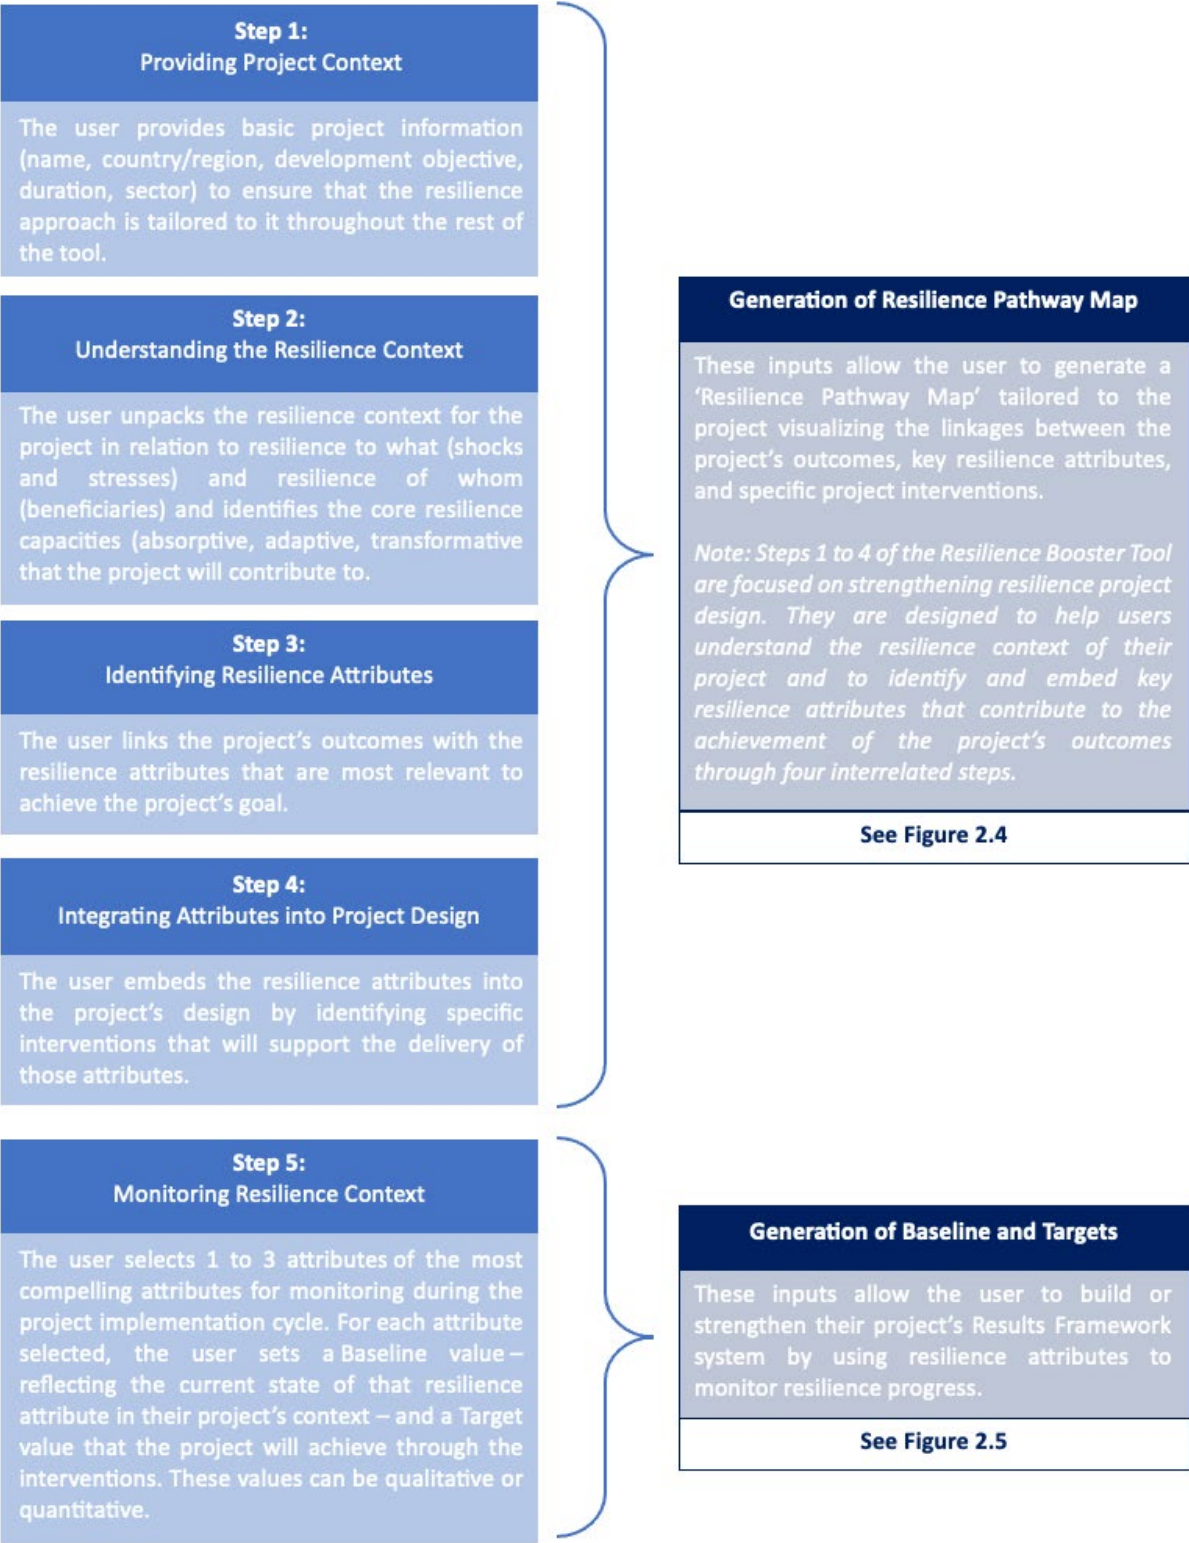 Step 1:
Providing Project Context
The user provides basic project information
(name, country/region, development objective,
duration, sector) to ensure that the resilience
approach is tailored to it throughout the rest of
the tool.
Step 2:
Understanding the Resilience Context
The user unpacks the resilience context for the
project in relation to resilience to what (shocks
and stresses) and resilience of whom
(beneficiaries) and identifies the core resilience
capacities (absorptive, adaptive, transformative
that the project will contribute to.
Step 3:
Identifying Resilience Attributes
The user links the project’s outcomes with the
resilience attributes that are most relevant to
achieve the project’s goal.
Step 4:
Integrating Attributes into Project Design
The user embeds the resilience attributes into
the project’s design by identifying specific
interventions that will support the delivery of
those attributes.
Generation of Resilience Pathway Map
These inputs allow the user to generate a
‘Resilience Pathway Map’ tailored to the
project visualizing the linkages between the
project’s outcomes, key resilience attributes,
and specific project interventions.
Note: Steps 1 to 4 of the Resilience Booster Tool
are focused on strengthening resilience project
design. They are designed to help users
understand the resilience context of their
project and to identify and embed key
resilience attributes that contribute to the
achievement of the project’s outcomes
through four interrelated steps.
See Figure 2.4
Step 5:
Monitoring Resilience Context
The user selects 1 to 3 attributes of the most
compelling attributes for monitoring during the
project implementation cycle. For each attribute
selected, the user sets a Baseline value –
reflecting the current state of that resilience
attribute in their project’s context – and a Target
value that the project will achieve through the
interventions. These values can be qualitative or
quantitative.
Generation of Baseline and Targets
These inputs allow the user to build or
strengthen their project’s Results Framework
system by using resilience attributes to
monitor resilience progress.
See Figure 2.5